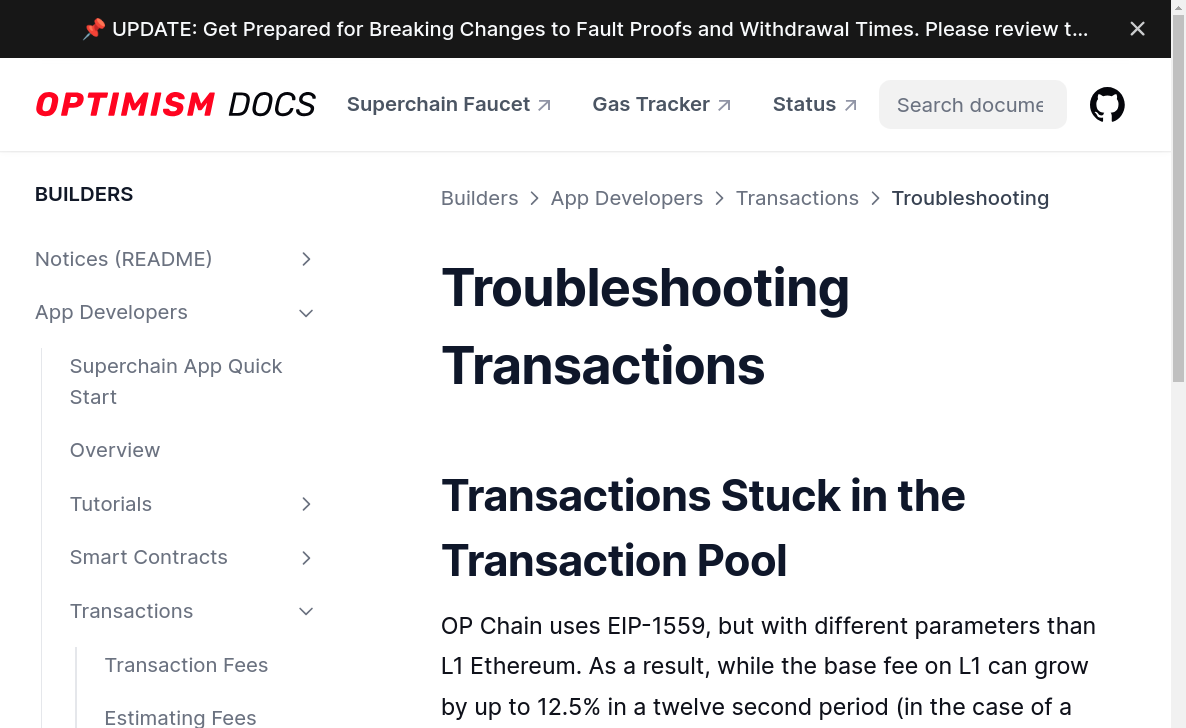 📌 UPDATE: Get Prepared for Breaking Changes to Fault Proofs and Withdrawal Times. Please review t...
OPTIMISM DOCS
Superchain Faucet
Gas Tracker
Status
Search docume
BUILDERS
Notices (README)
App Developers
Superchain App Quick
Start
Overview
Tutorials
Smart Contracts
Transactions
Transaction Fees
Estimating Fees
Builders > App Developers > Transactions > Troubleshooting
Troubleshooting
Transactions
Transactions Stuck in the
Transaction Pool
OP Chain uses EIP-1559, but with different parameters than
L1 Ethereum. As a result, while the base fee on L1 can grow
by up to 12.5% in a twelve second period (in the case of a